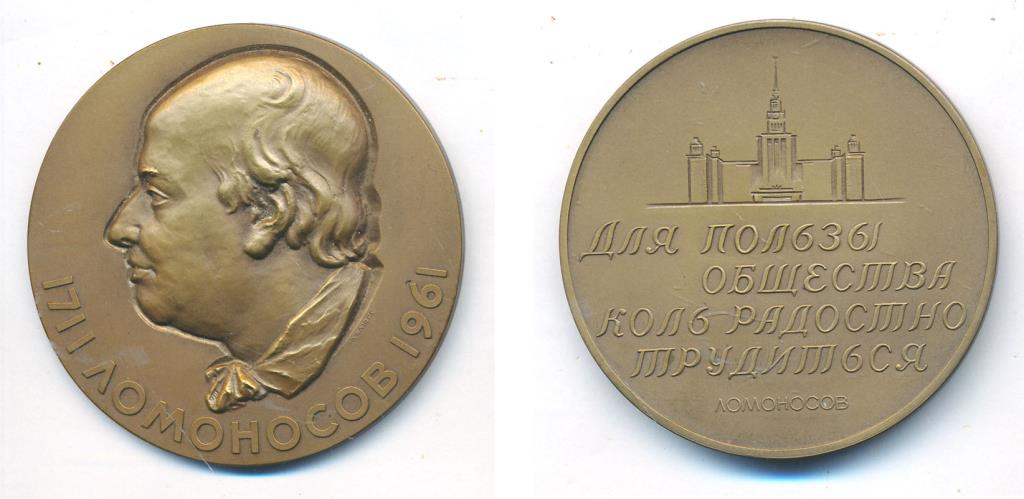 1711 ЛОМОНОСОВ 1961
ДЛЯ ПОЛЬЗЫ
ОБЩЕСТВА
КОЛЬ РАДОСТНО
ТРУДИТЬСЯ
ЛОМОНОСОВ